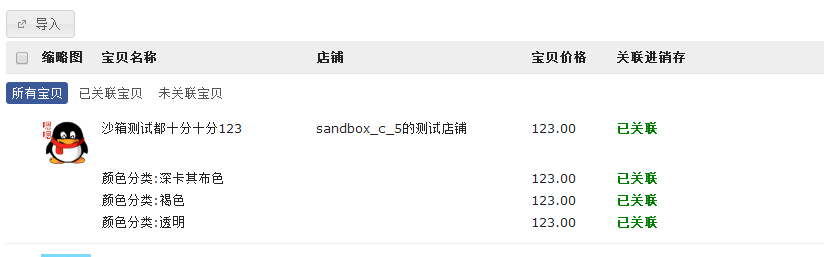 导入
缩略图 宝贝名称 店铺 宝贝价格 关联进销存
所有宝贝 已关联宝贝 未关联宝贝
嗯嗯 沙箱测试都十分十分123 sandbox_c_5的测试店铺 123.00 已关联
颜色分类:深卡其布色 123.00 已关联
颜色分类:褐色 123.00 已关联
颜色分类:透明 123.00 已关联